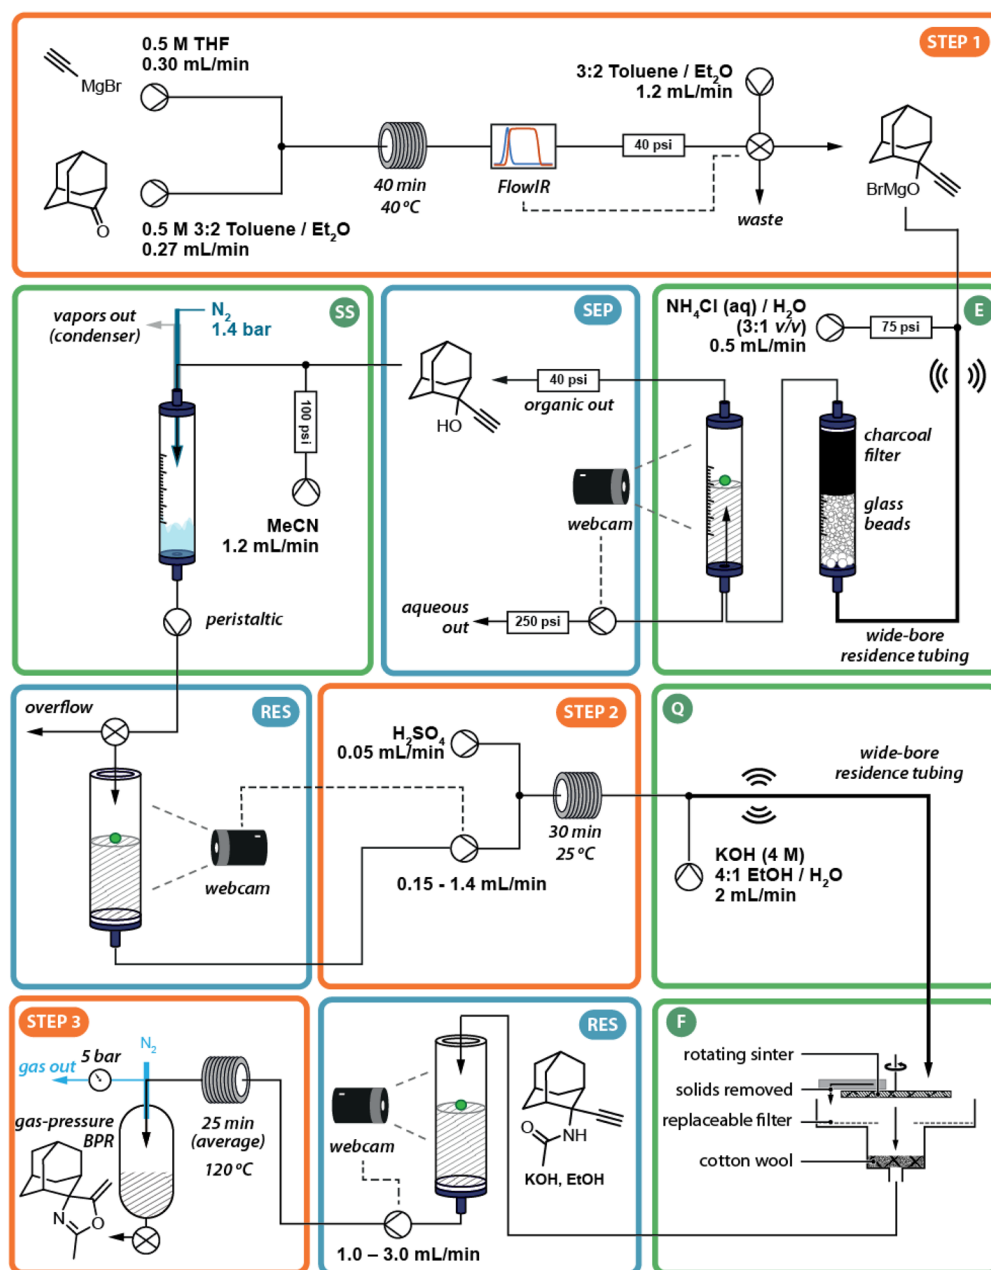 STEP 1
0.5 M THF
0.30 mL/min
MgBr
3:2 Toluene / Et2O
1.2 mL/min
40 psi
FlowIR
40 min
40 ºC
waste
BrMgO
O
0.5 M 3:2 Toluene / Et2O
0.27 mL/min
SS
vapors out
(condenser)
N2
1.4 bar
100 psi
MeCN
1.2 mL/min
peristaltic
SEP
HO
40 psi
organic out
webcam
aqueous
out
250 psi
E
NH4Cl (aq) / H2O
(3:1 v/v)
0.5 mL/min
75 psi
charcoal
filter
glass
beads
wide-bore
residence tubing
RES
overflow
webcam
STEP 2
H2SO4
0.05 mL/min
30 min
25 ºC
0.15 - 1.4 mL/min
Q
wide-bore
residence tubing
KOH (4 M)
4:1 EtOH / H2O
2 mL/min
STEP 3
N2
5 bar
gas out
gas-pressure
BPR
25 min
(average)
120 ºC
N
O
RES
webcam
O
NH
KOH, EtOH
1.0 – 3.0 mL/min
F
rotating sinter
solids removed
replaceable filter
cotton wool